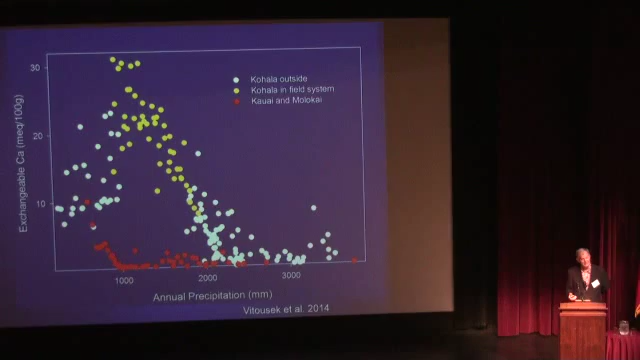 Kohala outside
Kohala in field system
Kauai and Molokai
30
20
10
Exchangeable Ca (meq/100g)
1000 2000 3000
Annual Precipitation (mm)
Vitousek et al. 2014